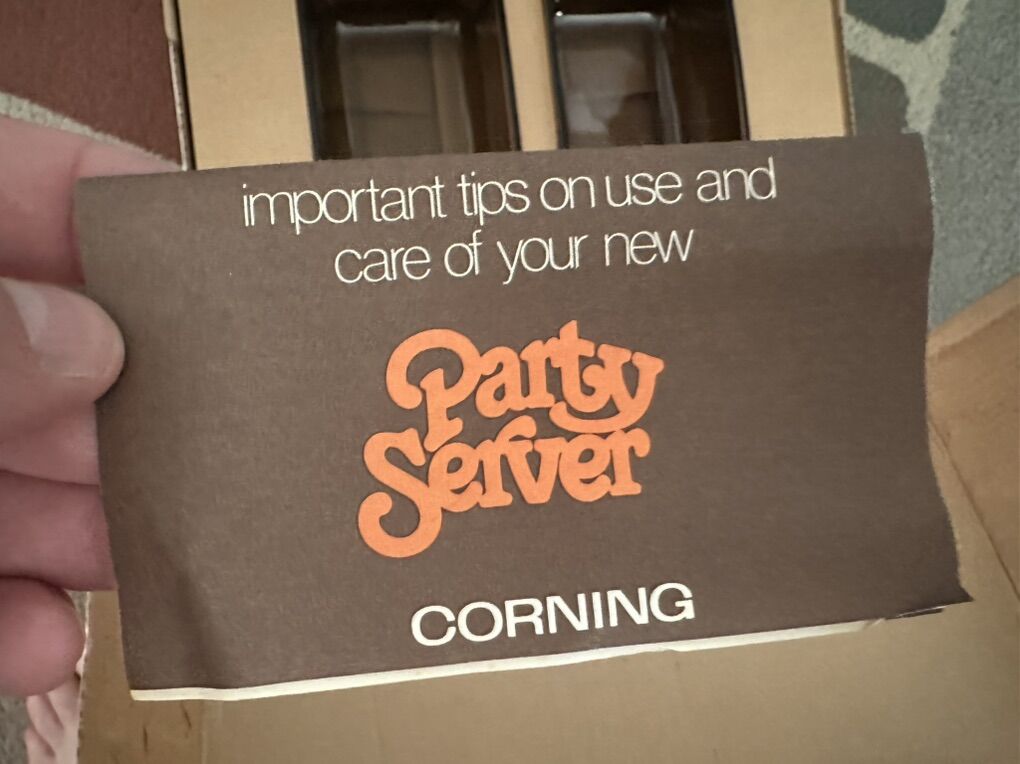 important tips on use and
care of your new
Party
Server
CORNING